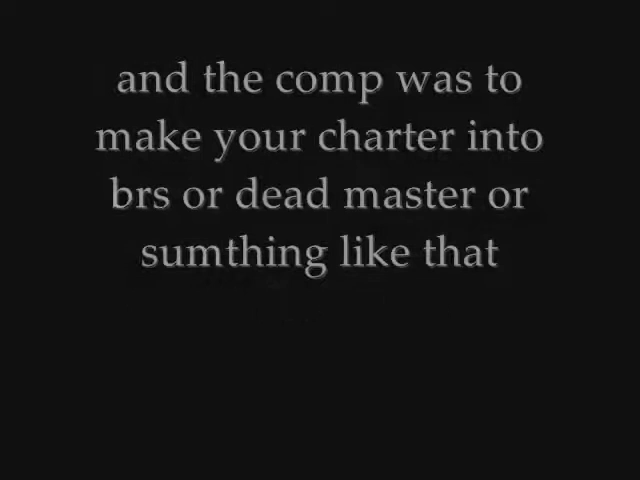 and the comp was to
make your charter into
brs or dead master or
sumthing like that